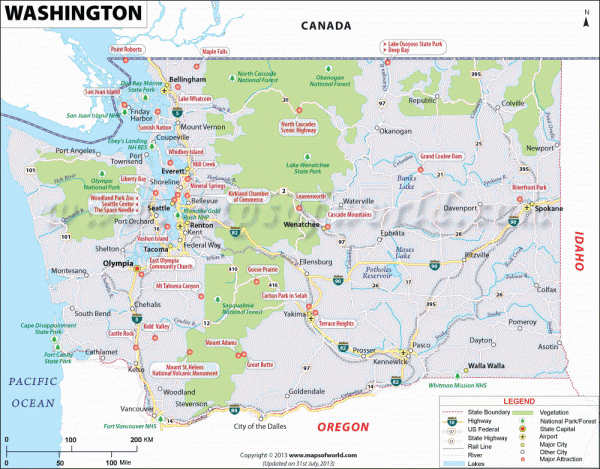 WASHINGTON
CANADA
N
Point Roberts
Maple Falls
Lake Osoyoos State Park
Deep Bay
Deception Bay Marine State Park
San Juan Island
San Juan Island NHP
Friday
Harbor
Bellingham
Lake Whatcom
North Cascade
National Forest
Okanogan
National Forest
Republic
Colville
Newport
Mount Vernon
Samish Nation
Coupeville
North Cascades
Scenic Highway
Okanogan
Ebey's Landing
NH RES
Port
Townsend
Port Angeles
Whidbey Island
Mill Creek
Everett
Lake Wenatchee
State Park
Grand Coulee Dam
Banks
Lake
Olympic
National Park
Liberty Bay
Shoreline
Mineral Springs
Kirkland Chamber
of Commerce
Leavenworth
Waterville
Davenport
Riverfront Park
Spokane
Woodland Park Zoo
Seattle Center
The Space Needle
Seattle
Bellevue
Klondike Gold
Rush NHP
Renton
Kent
Federal Way
Port Orchard
Vashon Island
Tacoma
Wenatchee
Cascade Mountains
Ephrata
Moses
Lake
Ritzville
IDAHO
Shelton
Montesano
Olympia
East Olympia
Community Church
Ellensburg
Potholes
Reservoir
Goose Prairie
Mt Tahoma Canyon
Snoqualmie
National Forest
Carlton Park in Selah
Yakima
Terrace Heights
Colfax
Pomeroy
Chehalis
South Bend
Cape Disappointment
State Park
Fort Canby State Park
Castle Rock
Kidd Valley
Mount Adams
Great Butte
Mount St. Helens
National Volcanic Monument
Cathlamet
Kelso
Prosser
Pasco
Kennewick
Dayton
Asotin
Walla Walla
Whitman Mission NHS
PACIFIC
OCEAN
Woodland
Stevenson
Goldendale
Vancouver
Fort Vancouver NHS
City of the Dalles
OREGON
0 100 200 KM
0 50 100 Mile
Copyright © 2013 www.mapsofworld.com
(Updated on 31st July, 2013)
LEGEND
State Boundary
Highway
US Federal
State Highway
Rail Line
River
Lakes
Vegetation
National Park/Forest
State Capital
Airport
Major City
Other City
Major Attraction